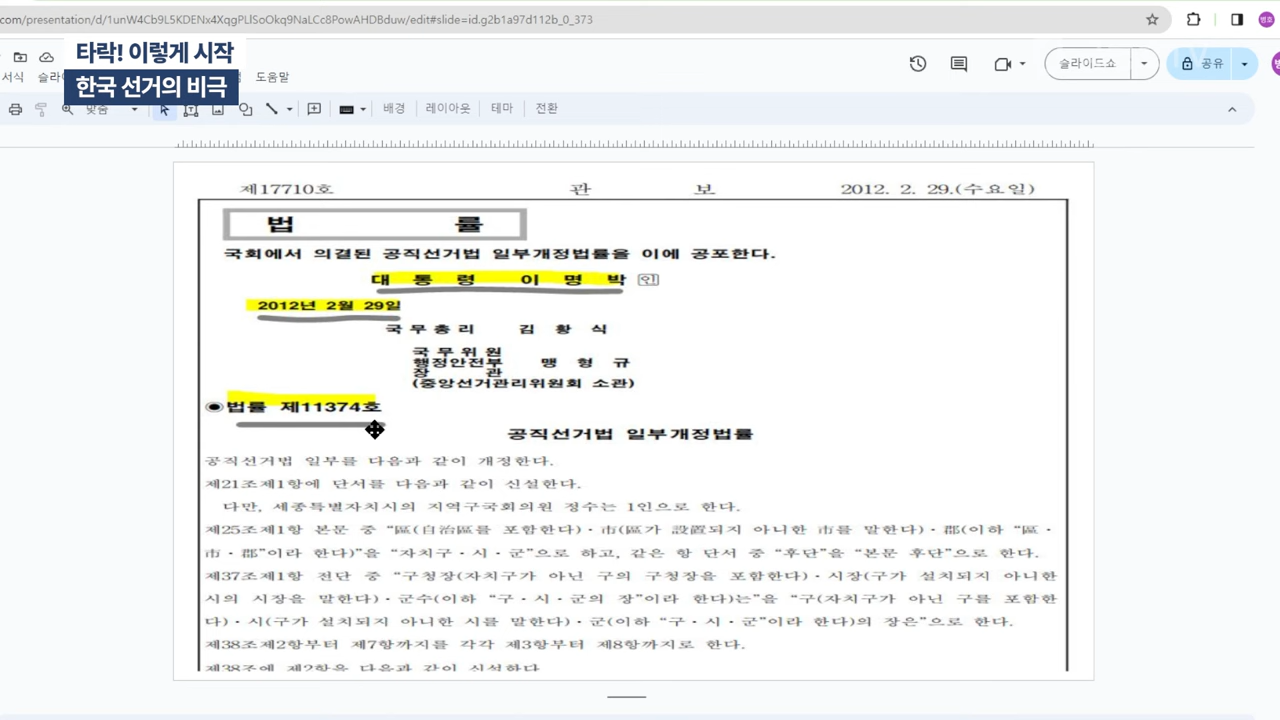 com/presentation/d/1unW4Cb9L5KDENx4XqgPLlSoOkq9NaLCc8PowAHDBduw/edit#slide=id.g2b1a97d112b_0_373
타락! 이렇게 시작
한국 선거의 비극
서식 슬라 도움말
슬라이드쇼 공유
맞춤 배경 레이아웃 테마 전환
제17710호 관 보 2012. 2. 29.(수요일)
법 률
국회에서 의결된 공직선거법 일부개정법률을 이에 공포한다.
대 통 령 이 명 박 인
2012년 2월 29일
국 무 총 리 김 황 식
국 무 위 원
행정안전부 맹 형 규
장 관
(중앙선거관리위원회 소관)
◉법률 제11374호
공직선거법 일부개정법률
공직선거법 일부를 다음과 같이 개정한다.
제21조제1항에 단서를 다음과 같이 신설한다.
다만, 세종특별자치시의 지역구국회의원 정수는 1인으로 한다.
제25조제1항 본문 중 “區(自治區를 포함한다)·市(區가 設置되지 아니한 市를 말한다)·郡(이하 “區·
市·郡”이라 한다)”을 “자치구·시·군”으로 하고, 같은 항 단서 중 “후단”을 “본문 후단”으로 한다.
제37조제1항 전단 중 “구청장(자치구가 아닌 구의 구청장을 포함한다)·시장(구가 설치되지 아니한
시의 시장을 말한다)·군수(이하 “구·시·군의 장”이라 한다)는”을 “구(자치구가 아닌 구를 포함한
다)·시(구가 설치되지 아니한 시를 말한다)·군(이하 “구·시·군”이라 한다)의 장은”으로 한다.
제38조제2항부터 제7항까지를 각각 제3항부터 제8항까지로 한다.
제38조에 제2항을 다음과 같이 신설한다